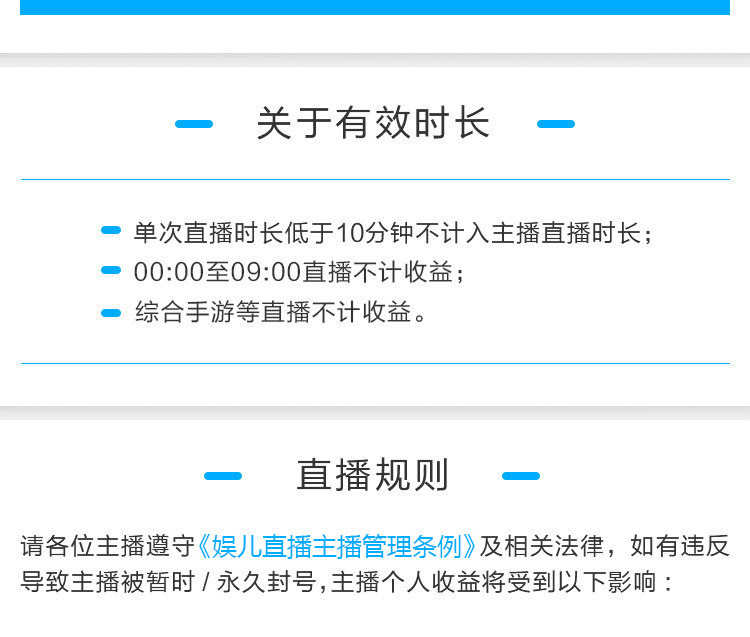 关于有效时长
单次直播时长低于10分钟不计入主播直播时长；
00:00至09:00直播不计收益；
综合手游等直播不计收益。
直播规则
请各位主播遵守《娱儿直播主播管理条例》及相关法律，如有违反
导致主播被暂时 / 永久封号，主播个人收益将受到以下影响：